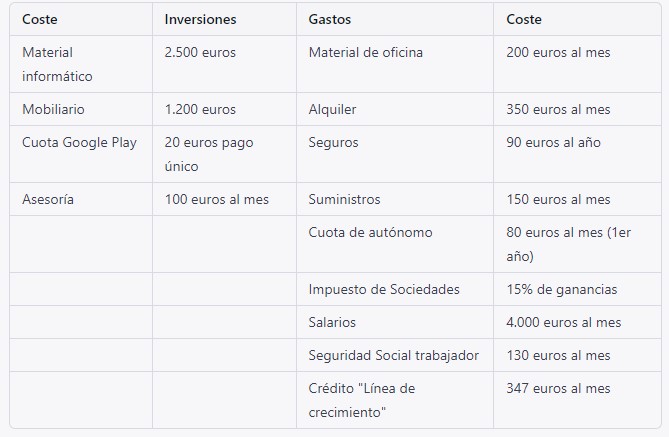 Coste Inversiones Gastos Coste
Material informático 2.500 euros Material de oficina 200 euros al mes
Mobiliario 1.200 euros Alquiler 350 euros al mes
Cuota Google Play 20 euros pago único Seguros 90 euros al año
Asesoría 100 euros al mes Suministros 150 euros al mes
Cuota de autónomo 80 euros al mes (1er año)
Impuesto de Sociedades 15% de ganancias
Salarios 4.000 euros al mes
Seguridad Social trabajador 130 euros al mes
Crédito "Línea de crecimiento" 347 euros al mes